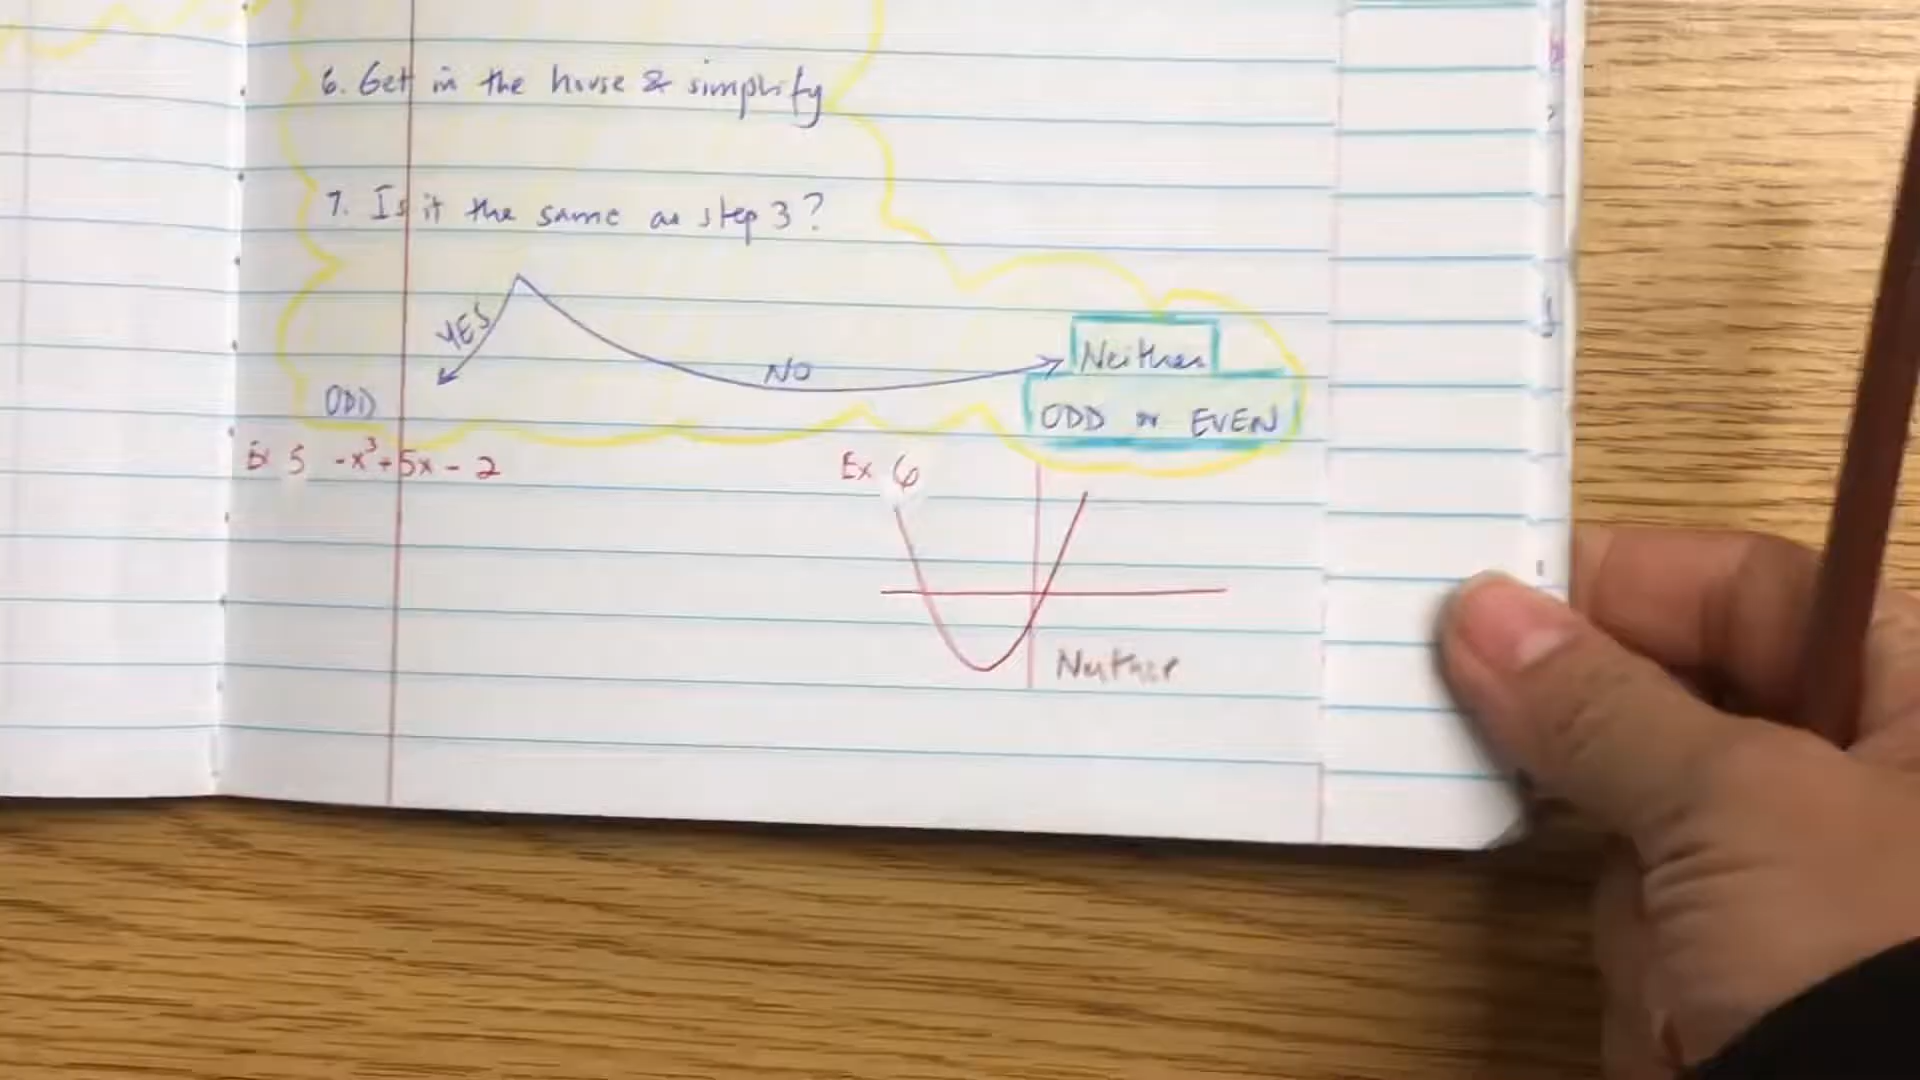 6. Get in the house & simplify
7. Is it the same as step 3?
YES
NO
Neither
ODD
ODD or EVEN
Ex 5 -x³+5x-2
Ex 6
Neither